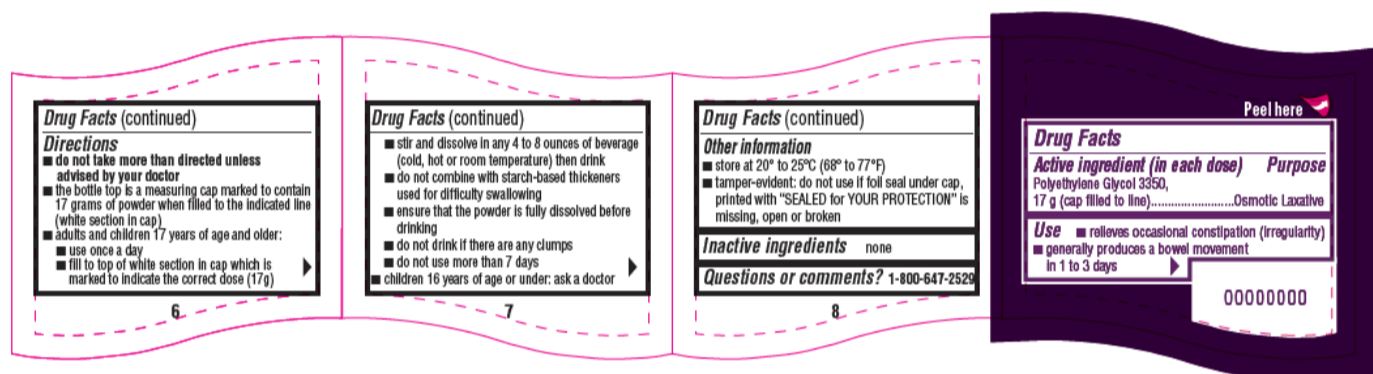 Drug Facts (continued)
Directions
■ do not take more than directed unless
advised by your doctor
■ the bottle top is a measuring cap marked to contain
17 grams of powder when filled to the indicated line
(white section in cap)
■ adults and children 17 years of age and older:
■ use once a day
■ fill to top of white section in cap which is
marked to indicate the correct dose (17g)
6
Drug Facts (continued)
■ stir and dissolve in any 4 to 8 ounces of beverage
(cold, hot or room temperature) then drink
■ do not combine with starch-based thickeners
used for difficulty swallowing
■ ensure that the powder is fully dissolved before
drinking
■ do not drink if there are any clumps
■ do not use more than 7 days
■ children 16 years of age or under: ask a doctor
7
Drug Facts (continued)
Other information
■ store at 20° to 25°C (68° to 77°F)
■ tamper-evident: do not use if foil seal under cap,
printed with "SEALED for YOUR PROTECTION" is
missing, open or broken
Inactive ingredients none
Questions or comments? 1-800-647-2529
8
Peel here
Drug Facts
Active ingredient (in each dose) Purpose
Polyethylene Glycol 3350,
17 g (cap filled to line).........................Osmotic Laxative
Use ■ relieves occasional constipation (irregularity)
■ generally produces a bowel movement
in 1 to 3 days
00000000